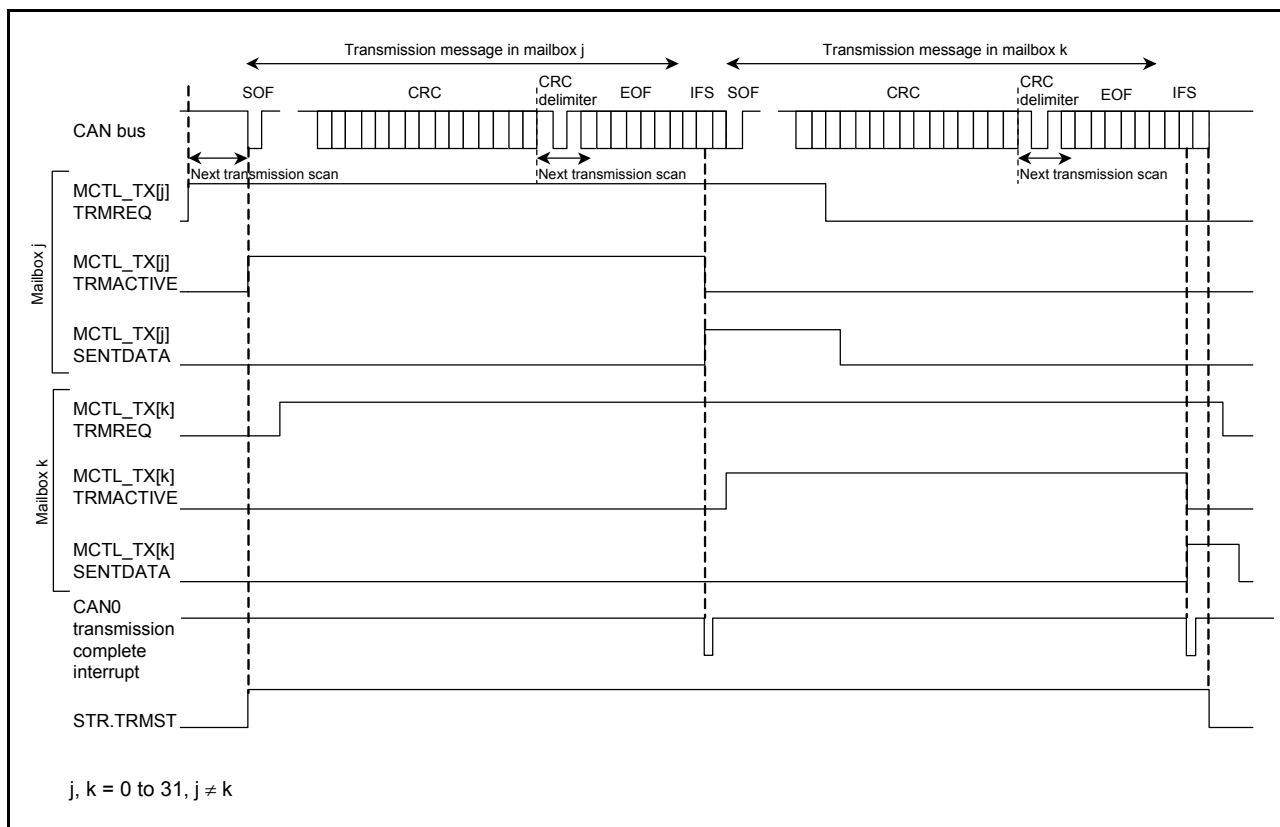 Transmission message in mailbox j
Transmission message in mailbox k
SOF
CRC
CRC
delimiter
EOF
IFS
SOF
CRC
CRC
delimiter
EOF
IFS
CAN bus
Next transmission scan
Next transmission scan
Next transmission scan
Mailbox j
MCTL_TX[j]
TRMREQ
MCTL_TX[j]
TRMACTIVE
MCTL_TX[j]
SENTDATA
Mailbox k
MCTL_TX[k]
TRMREQ
MCTL_TX[k]
TRMACTIVE
MCTL_TX[k]
SENTDATA
CAN0
transmission
complete
interrupt
STR.TRMST
j, k = 0 to 31, j ≠ k